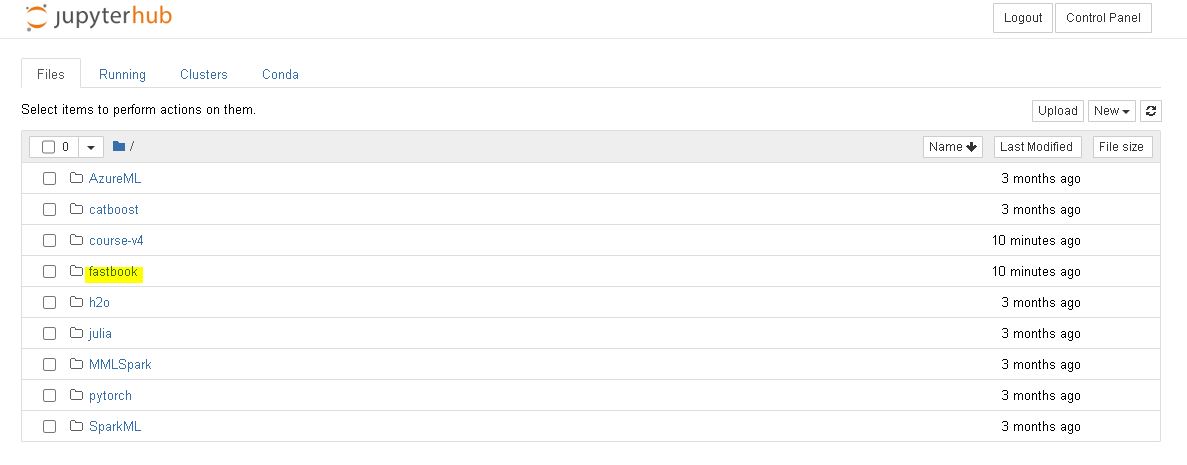 jupyterhub Logout Control Panel
Files Running Clusters Conda
Select items to perform actions on them. Upload New
0 / Name Last Modified File size
AzureML 3 months ago
catboost 3 months ago
course-v4 10 minutes ago
fastbook 10 minutes ago
h2o 3 months ago
julia 3 months ago
MMLSpark 3 months ago
pytorch 3 months ago
SparkML 3 months ago